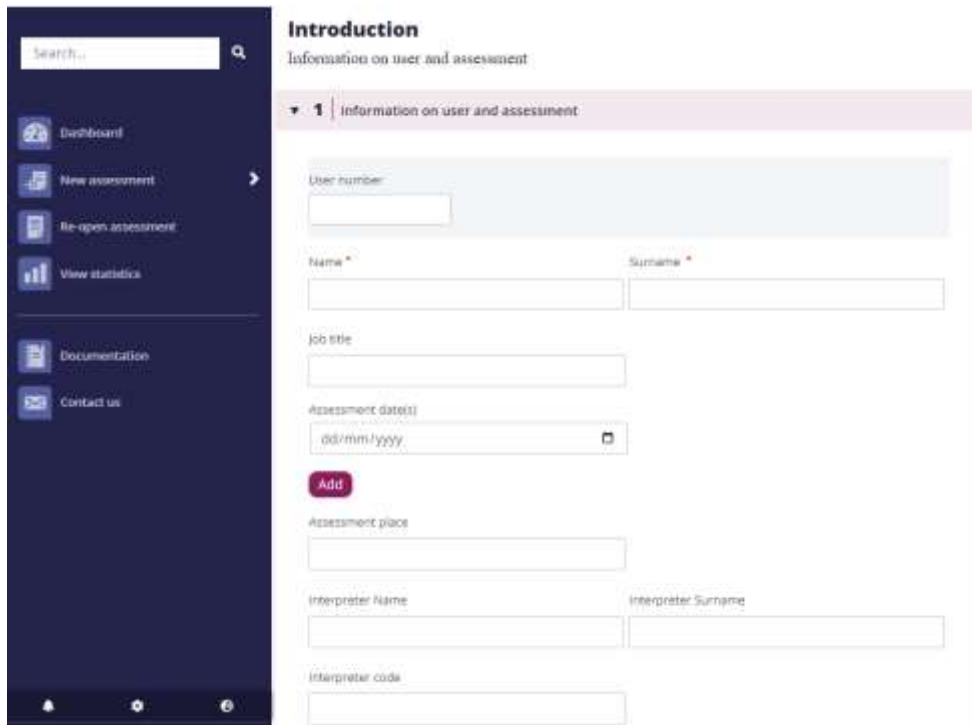 Search...
Dashboard
New assessment
Re-open assessment
View statistics
Documentation
Contact us
Introduction
Information on user and assessment
1 Information on user and assessment
User number
Name *
Surname *
Job title
Assessment date(s)
dd/mm/yyyy
Add
Assessment place
Interpreter Name
Interpreter Surname
Interpreter code